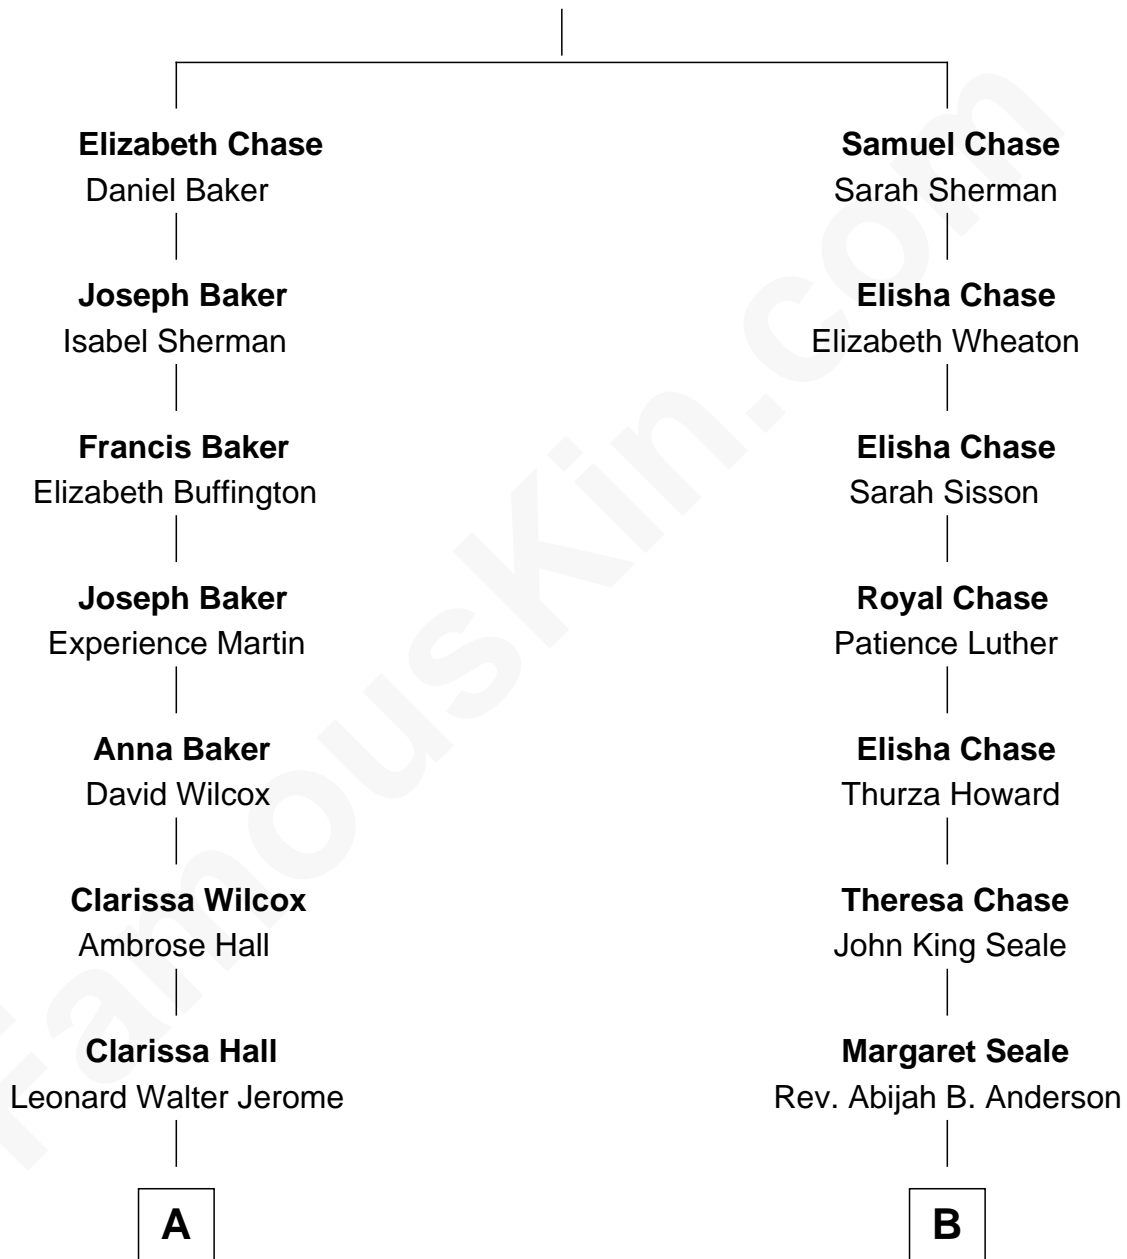 Elizabeth Chase
Daniel Baker
Joseph Baker
Isabel Sherman
Francis Baker
Elizabeth Buffington
Joseph Baker
Experience Martin
Anna Baker
David Wilcox
Clarissa Wilcox
Ambrose Hall
Clarissa Hall
Leonard Walter Jerome
A
Samuel Chase
Sarah Sherman
Elisha Chase
Elizabeth Wheaton
Elisha Chase
Sarah Sisson
Royal Chase
Patience Luther
Elisha Chase
Thurza Howard
Theresa Chase
John King Seale
Margaret Seale
Rev. Abijah B. Anderson
B
FamousKin.com